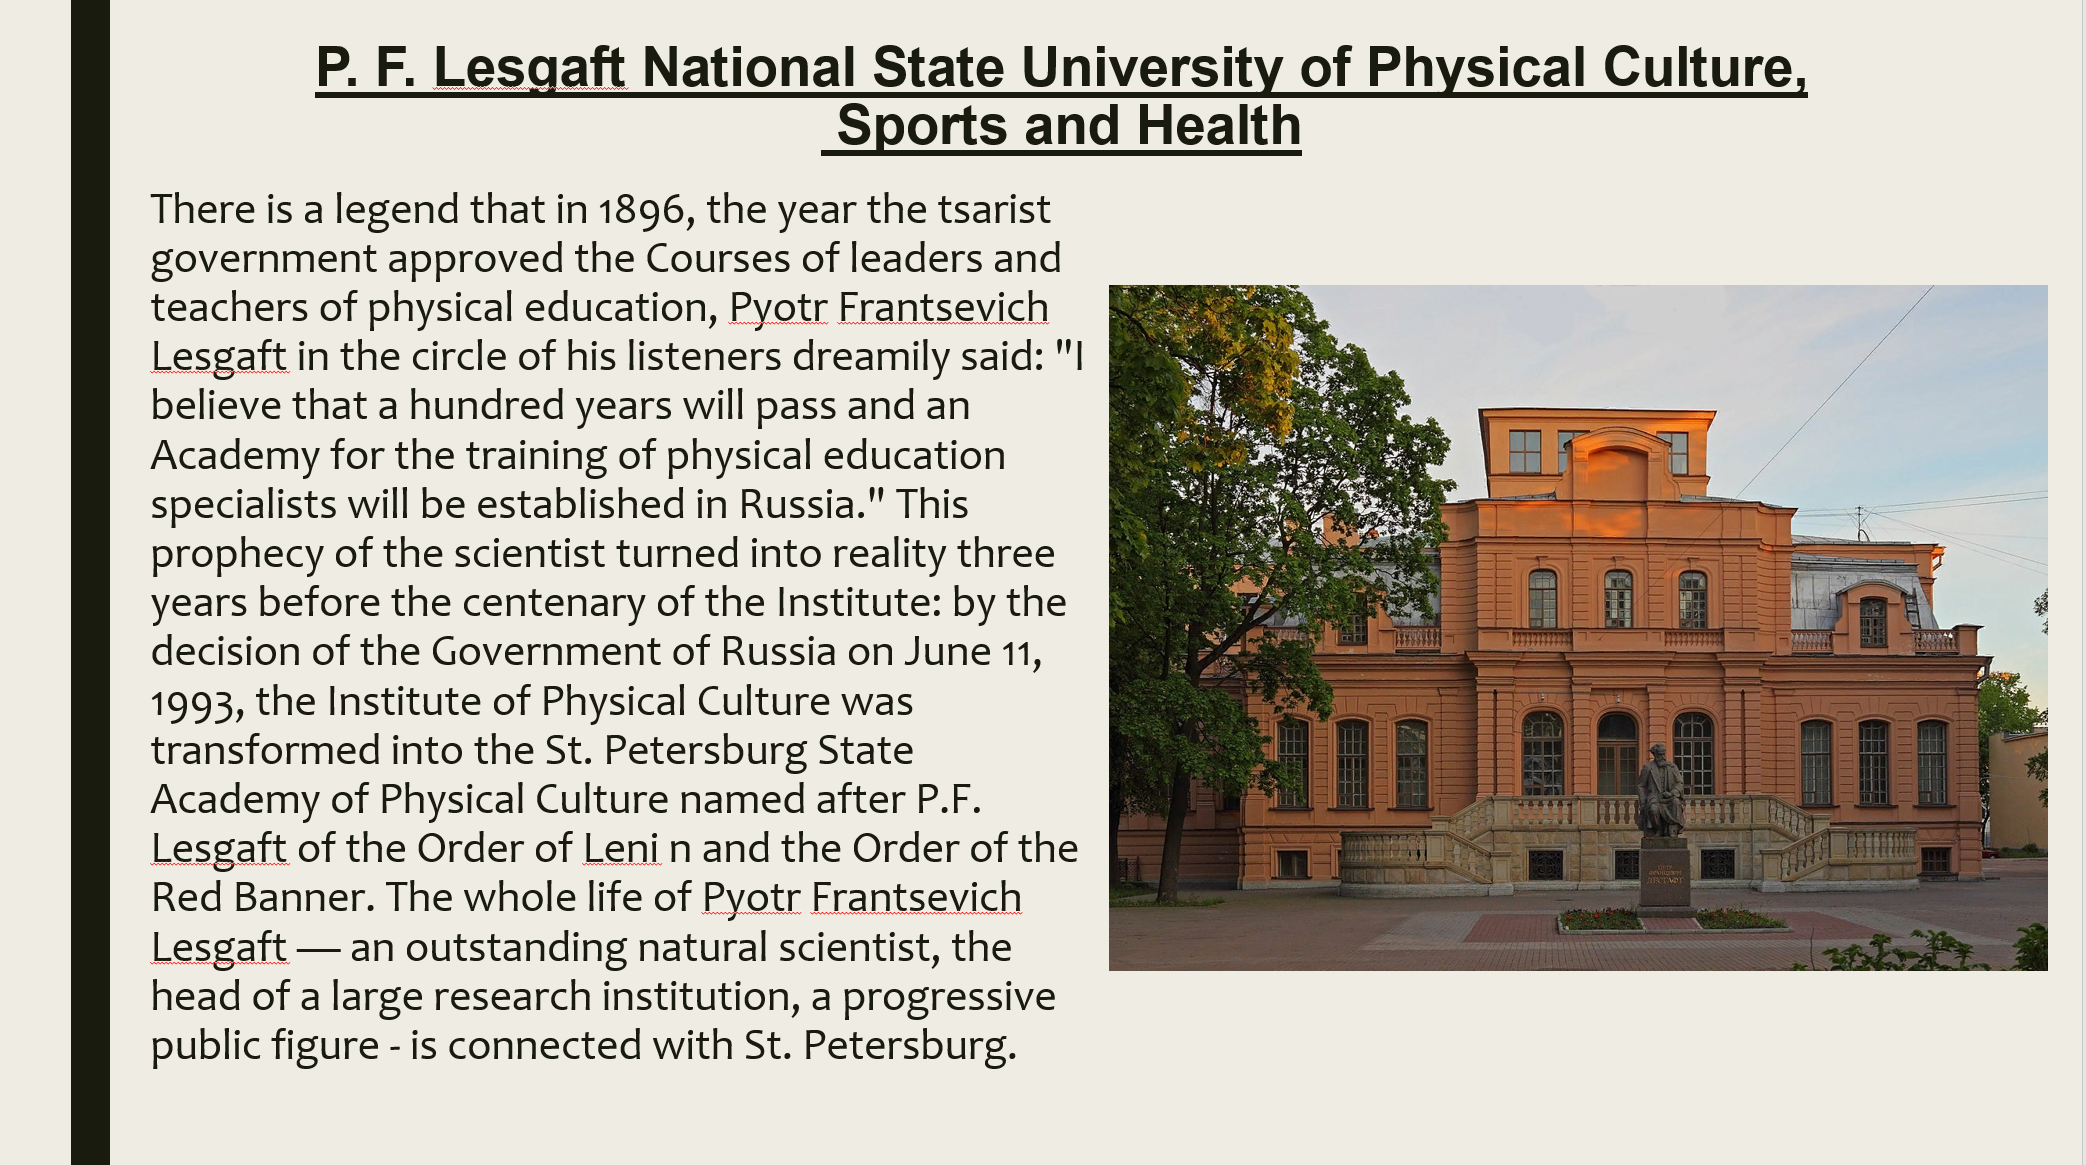 P. F. Lesgaft National State University of Physical Culture,
Sports and Health
There is a legend that in 1896, the year the tsarist
government approved the Courses of leaders and
teachers of physical education, Pyotr Frantsevich
Lesgaft in the circle of his listeners dreamily said: "I
believe that a hundred years will pass and an
Academy for the training of physical education
specialists will be established in Russia." This
prophecy of the scientist turned into reality three
years before the centenary of the Institute: by the
decision of the Government of Russia on June 11,
1993, the Institute of Physical Culture was
transformed into the St. Petersburg State
Academy of Physical Culture named after P.F.
Lesgaft of the Order of Leni n and the Order of the
Red Banner. The whole life of Pyotr Frantsevich
Lesgaft — an outstanding natural scientist, the
head of a large research institution, a progressive
public figure - is connected with St. Petersburg.
ЛЕСГАФТ